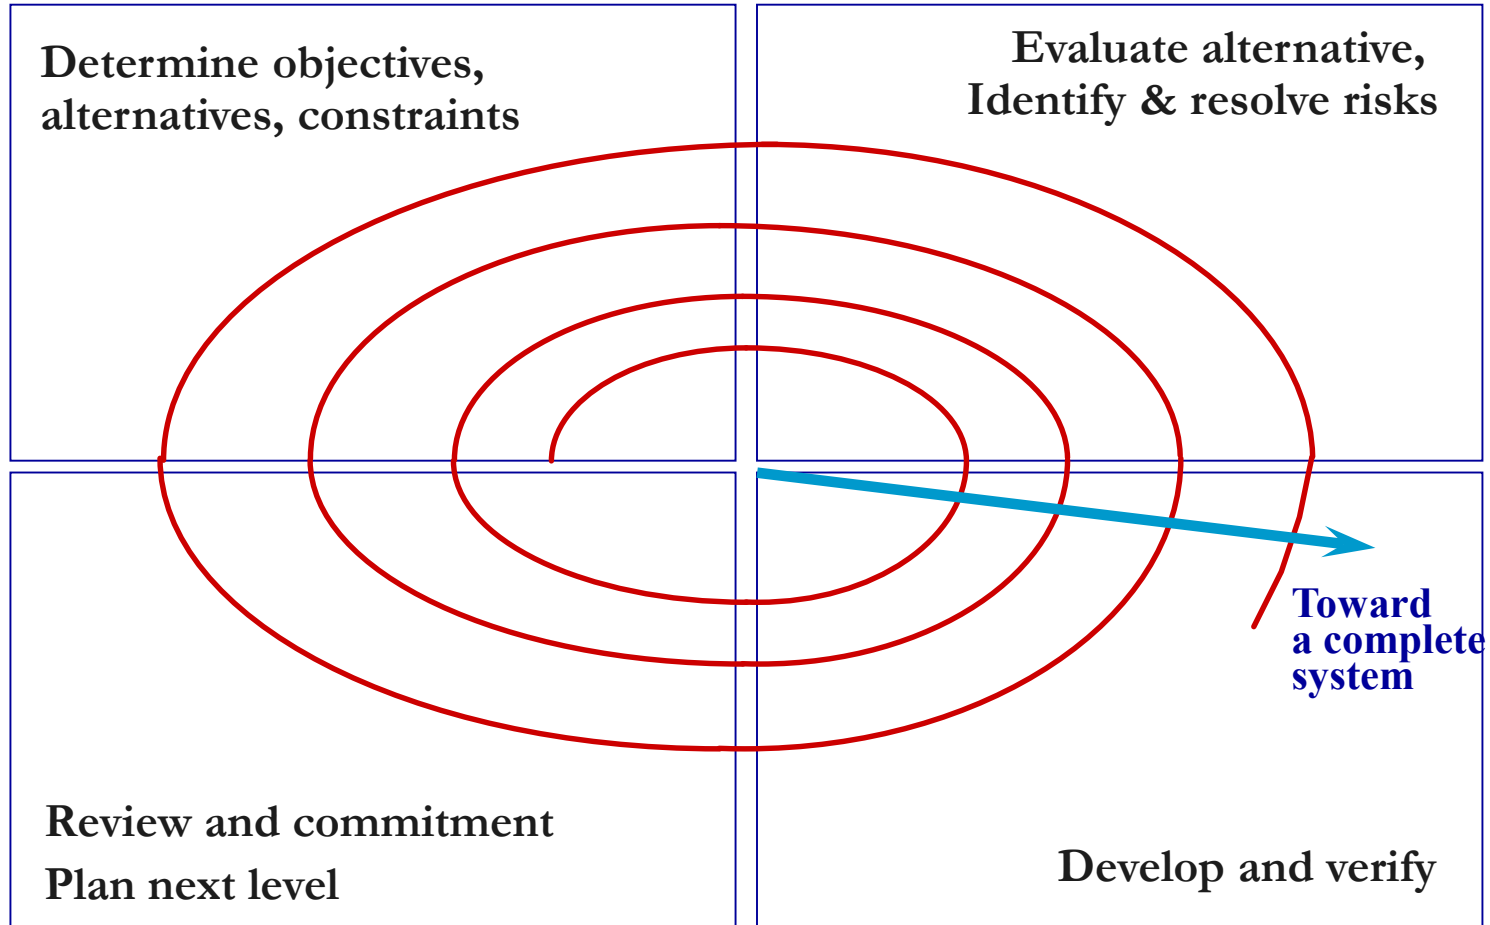 Determine objectives,
alternatives, constraints
Evaluate alternative,
Identify & resolve risks
Toward
a complete
system
Review and commitment
Plan next level
Develop and verify